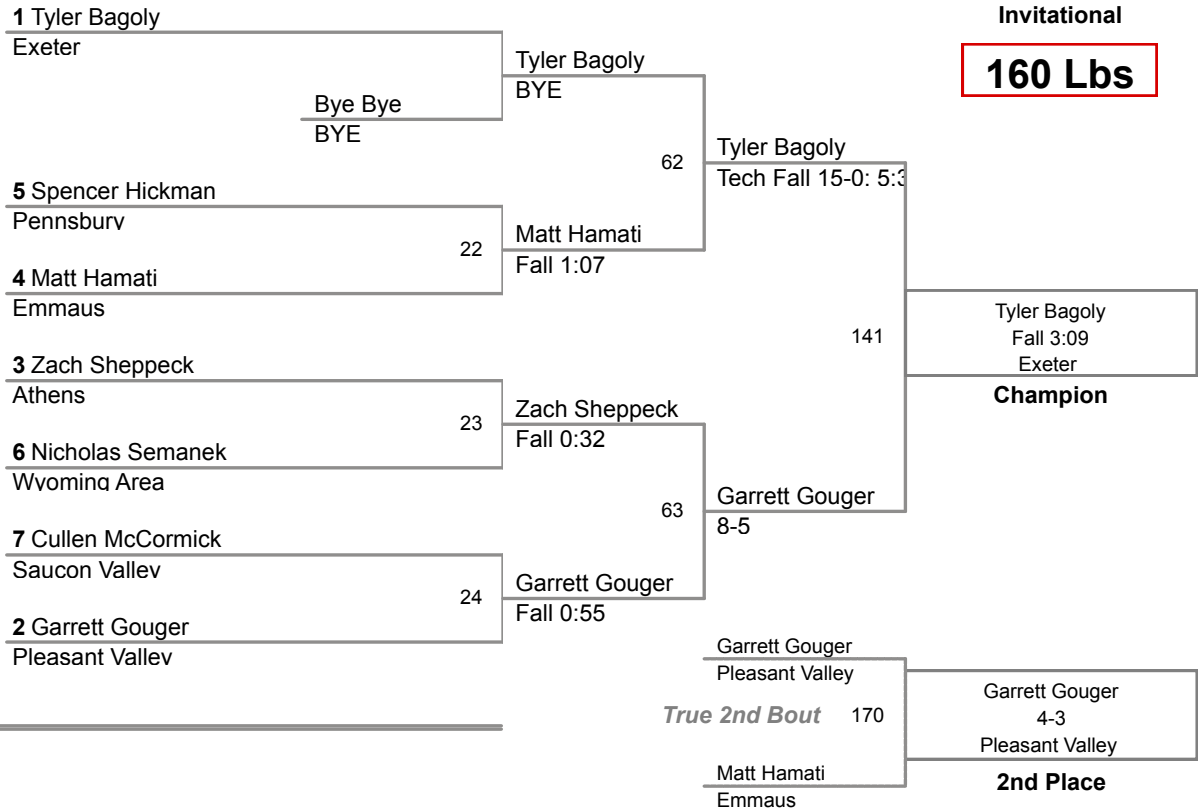 1 Tyler Bagoly
Exeter
Bye Bye
BYE
5 Spencer Hickman
Pennsbury
22
4 Matt Hamati
Emmaus
3 Zach Sheppeck
Athens
23
6 Nicholas Semanek
Wyoming Area
7 Cullen McCormick
Saucon Valley
24
2 Garrett Gouger
Pleasant Valley
Tyler Bagoly
BYE
62
Matt Hamati
Fall 1:07
Zach Sheppeck
Fall 0:32
63
Garrett Gouger
Fall 0:55
Tyler Bagoly
Tech Fall 15-0: 5:3
141
Garrett Gouger
8-5
Invitational
160 Lbs
Tyler Bagoly
Fall 3:09
Exeter
Champion
Garrett Gouger
Pleasant Valley
True 2nd Bout 170
Matt Hamati
Emmaus
Garrett Gouger
4-3
Pleasant Valley
2nd Place